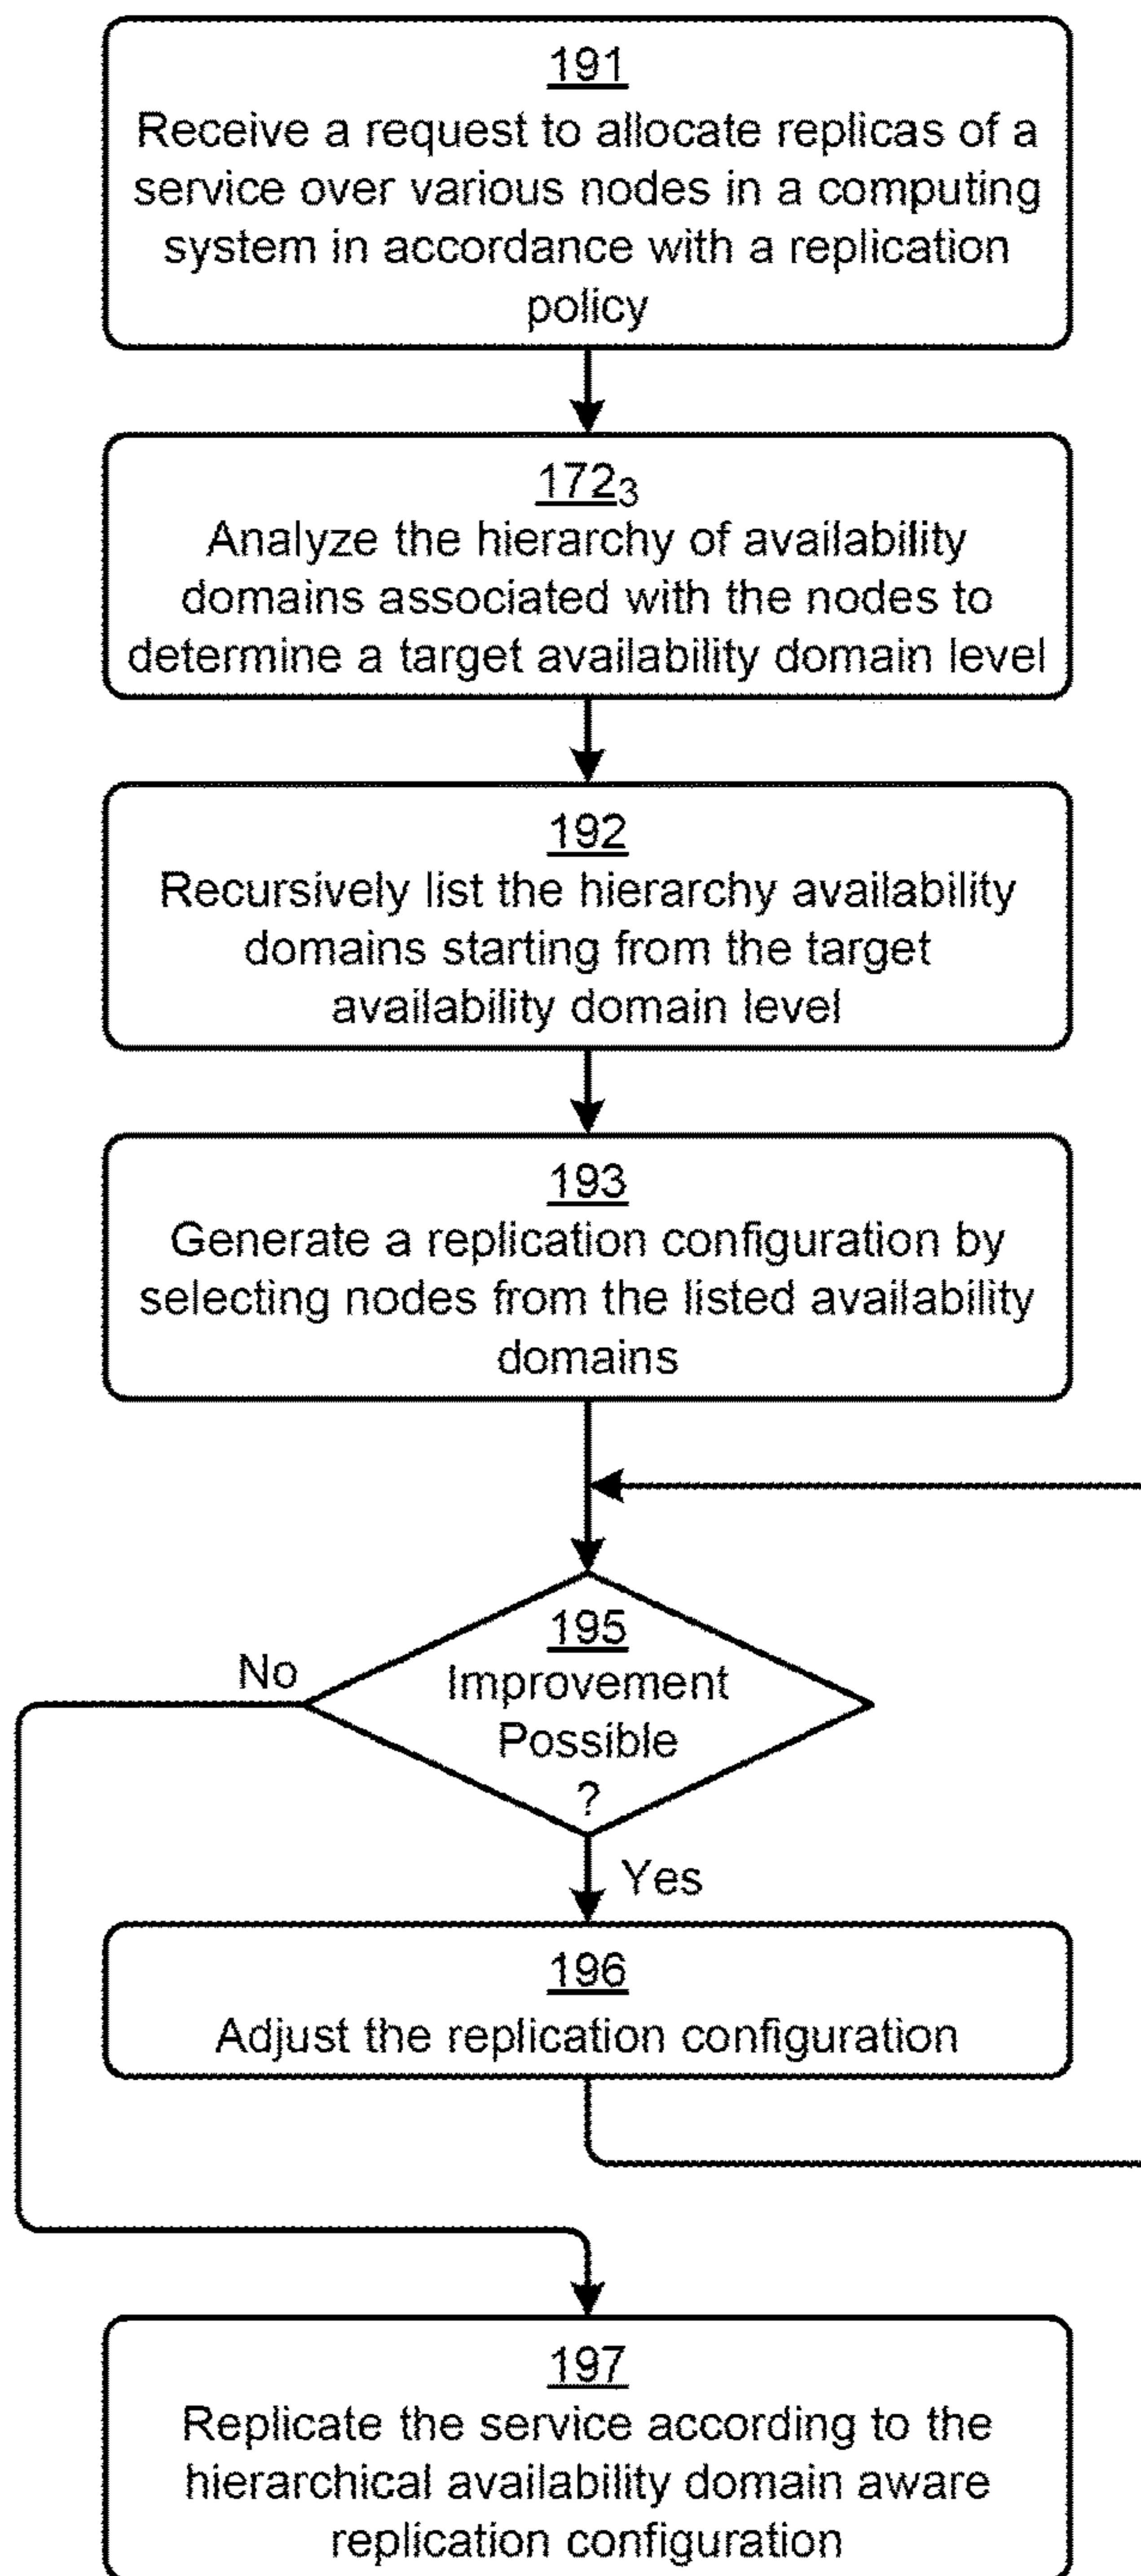 191
Receive a request to allocate replicas of a
service over various nodes in a computing
system in accordance with a replication
policy
172₃
Analyze the hierarchy of availability
domains associated with the nodes to
determine a target availability domain level
192
Recursively list the hierarchy availability
domains starting from the target
availability domain level
193
Generate a replication configuration by
selecting nodes from the listed availability
domains
195
No
Improvement
Possible
?
Yes
196
Adjust the replication configuration
197
Replicate the service according to the
hierarchical availability domain aware
replication configuration